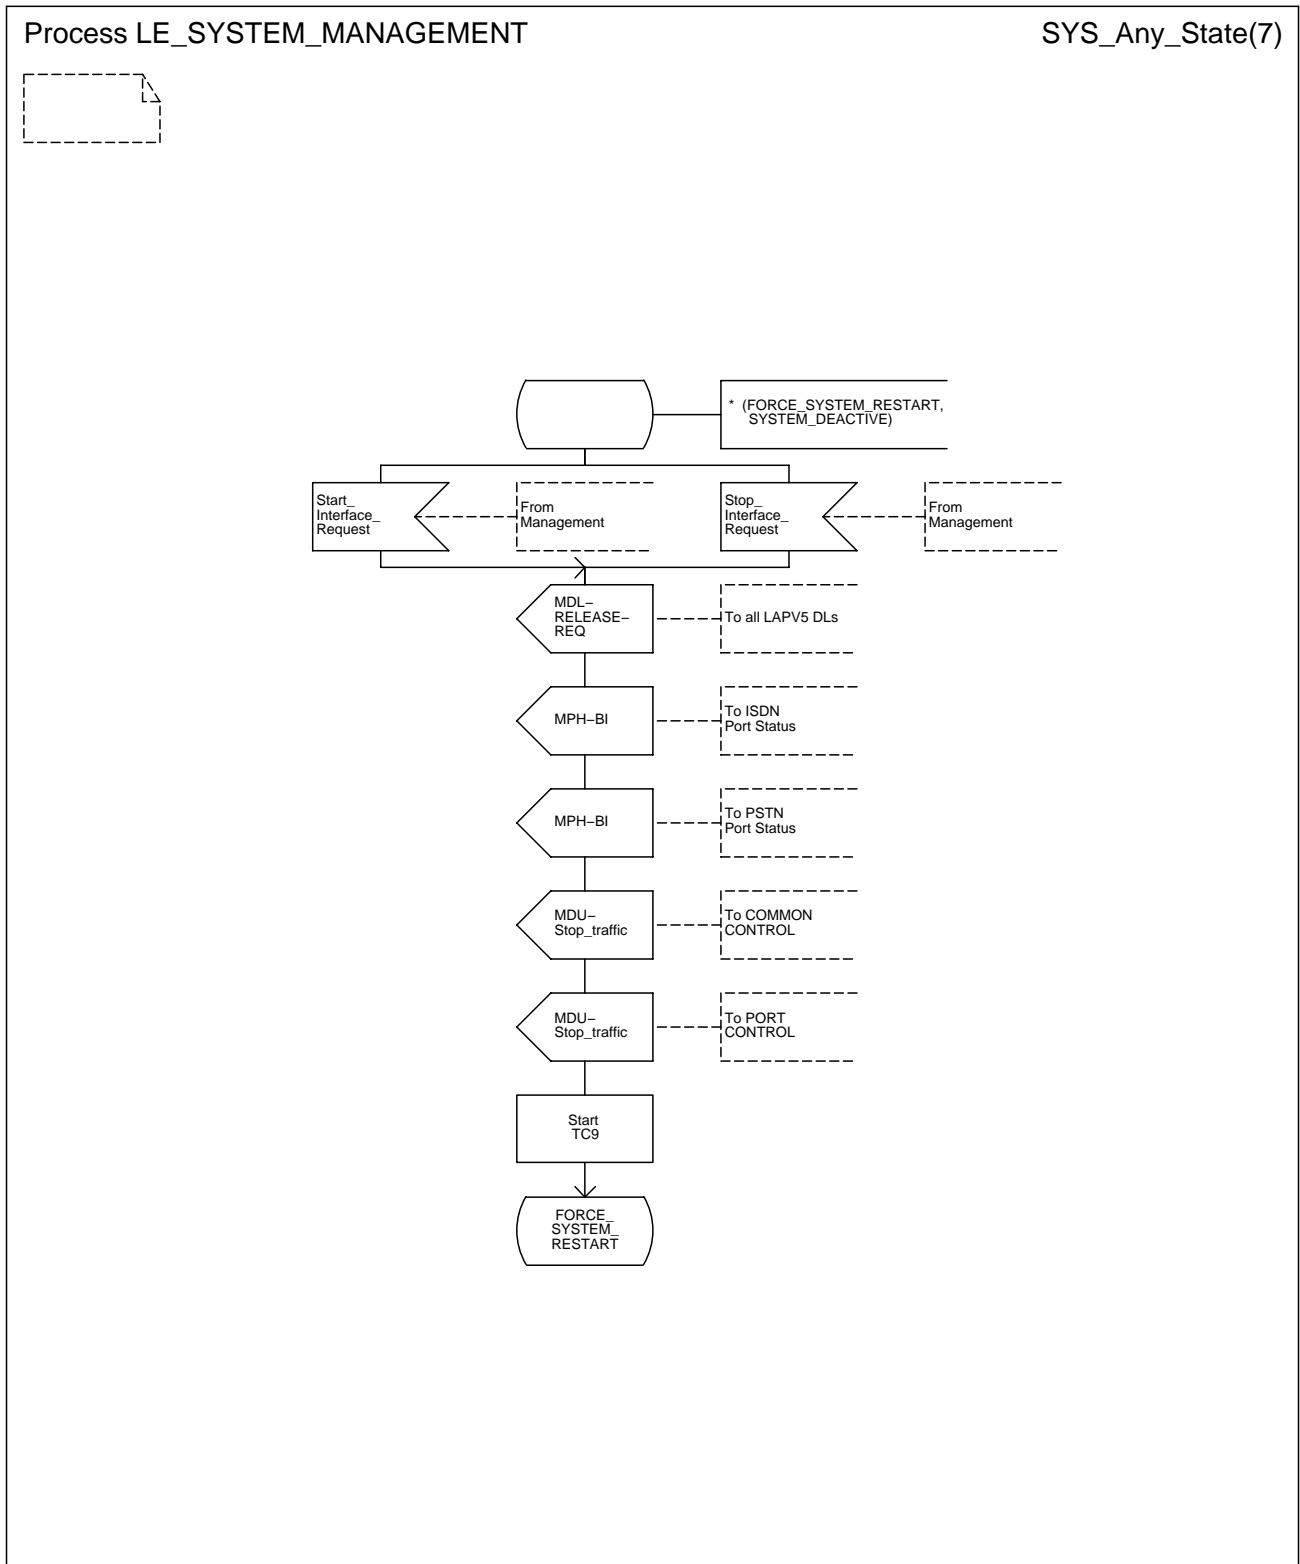 Process LE_SYSTEM_MANAGEMENT
SYS_Any_State(7)
* (FORCE_SYSTEM_RESTART,
SYSTEM_DEACTIVE)
Start_
Interface_
Request
From
Management
Stop_
Interface_
Request
From
Management
MDL−
RELEASE−
REQ
To all LAPV5 DLs
MPH−BI
To ISDN
Port Status
MPH−BI
To PSTN
Port Status
MDU−
Stop_traffic
To COMMON
CONTROL
MDU−
Stop_traffic
To PORT
CONTROL
Start
TC9
FORCE_
SYSTEM_
RESTART